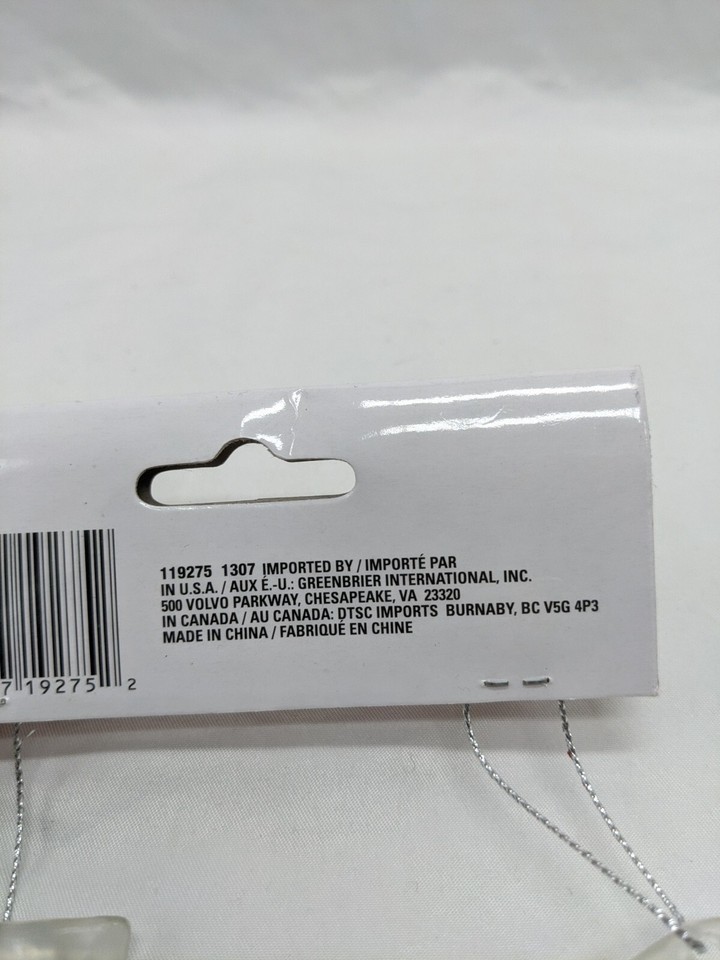 119275 1307 IMPORTED BY / IMPORTÉ PAR
IN U.S.A. / AUX É.-U.: GREENBRIER INTERNATIONAL, INC.
500 VOLVO PARKWAY, CHESAPEAKE, VA 23320
IN CANADA / AU CANADA: DTSC IMPORTS BURNABY, BC V5G 4P3
MADE IN CHINA / FABRIQUÉ EN CHINE
7 19275 2